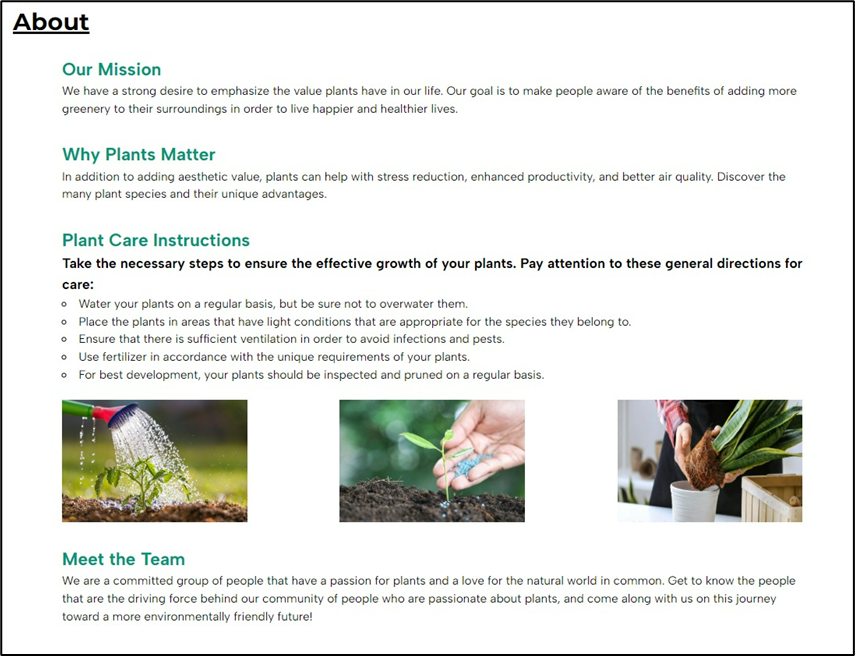 About
Our Mission
We have a strong desire to emphasize the value plants have in our life. Our goal is to make people aware of the benefits of adding more
greenery to their surroundings in order to live happier and healthier lives.
Why Plants Matter
In addition to adding aesthetic value, plants can help with stress reduction, enhanced productivity, and better air quality. Discover the
many plant species and their unique advantages.
Plant Care Instructions
Take the necessary steps to ensure the effective growth of your plants. Pay attention to these general directions for
care:
Water your plants on a regular basis, but be sure not to overwater them.
Place the plants in areas that have light conditions that are appropriate for the species they belong to.
Ensure that there is sufficient ventilation in order to avoid infections and pests.
Use fertilizer in accordance with the unique requirements of your plants.
For best development, your plants should be inspected and pruned on a regular basis.
Meet the Team
We are a committed group of people that have a passion for plants and a love for the natural world in common. Get to know the people
that are the driving force behind our community of people who are passionate about plants, and come along with us on this journey
toward a more environmentally friendly future!